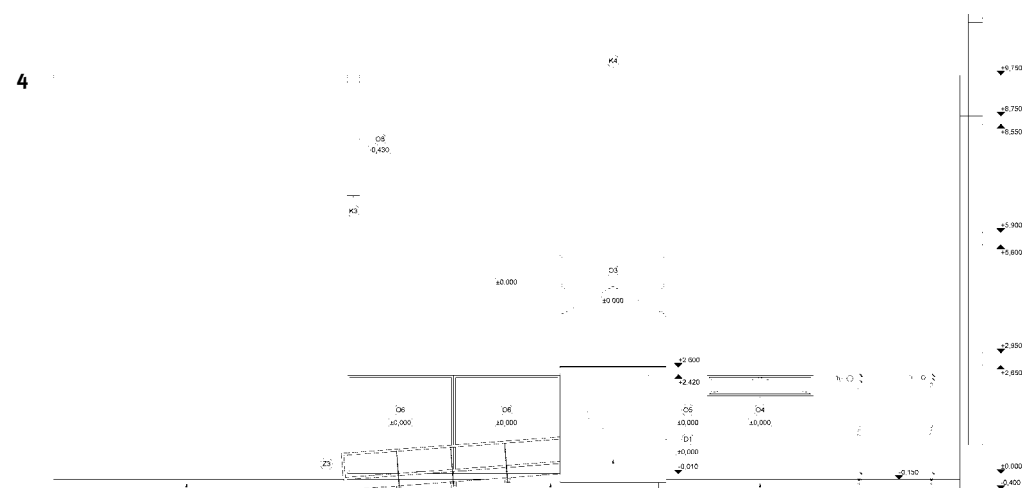 4
K4
+9,750
+8,750
+8,550
O5
-0,430
K3
+5,900
+5,600
O3
±0.000
±0 000
+2,950
+2,650
+2 600
+2.420
O6
±0,000
O6
±0,000
O5
±0,000
O4
±0,000
D1
±0,000
-0.010
Z3
-0.150
±0.000
-0,400